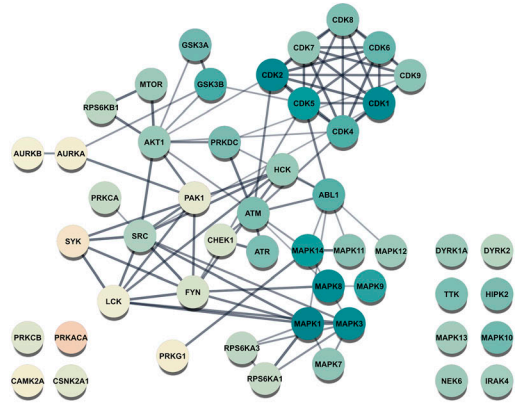 CDK8
GSK3A
CDK7
CDK6
MTOR
GSK3B
CDK2
CDK9
RPS6KB1
CDK5
CDK1
AKT1
PRKDC
CDK4
AURKB
AURKA
HCK
PRKCA
PAK1
ABL1
ATM
SYK
SRC
CHEK1
ATR
MAPK14
MAPK11
MAPK12
DYRK1A
DYRK2
LCK
FYN
MAPK8
MAPK9
TTK
HIPK2
MAPK1
MAPK3
PRKCB
PRKACA
RPS6KA3
MAPK13
MAPK10
PRKG1
MAPK7
CAMK2A
CSNK2A1
RPS6KA1
NEK6
IRAK4